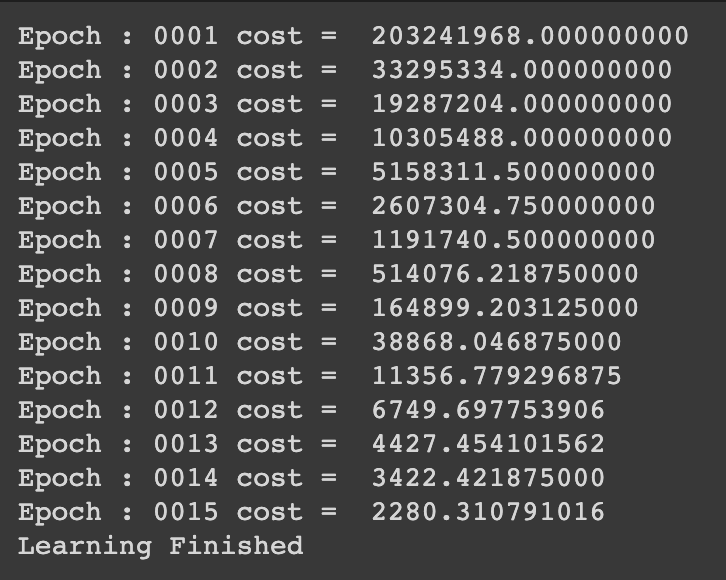 Epoch : 0001 cost =  203241968.000000000
Epoch : 0002 cost =  33295334.000000000
Epoch : 0003 cost =  19287204.000000000
Epoch : 0004 cost =  10305488.000000000
Epoch : 0005 cost =  5158311.500000000
Epoch : 0006 cost =  2607304.750000000
Epoch : 0007 cost =  1191740.500000000
Epoch : 0008 cost =  514076.218750000
Epoch : 0009 cost =  164899.203125000
Epoch : 0010 cost =  38868.046875000
Epoch : 0011 cost =  11356.779296875
Epoch : 0012 cost =  6749.697753906
Epoch : 0013 cost =  4427.454101562
Epoch : 0014 cost =  3422.421875000
Epoch : 0015 cost =  2280.310791016
Learning Finished